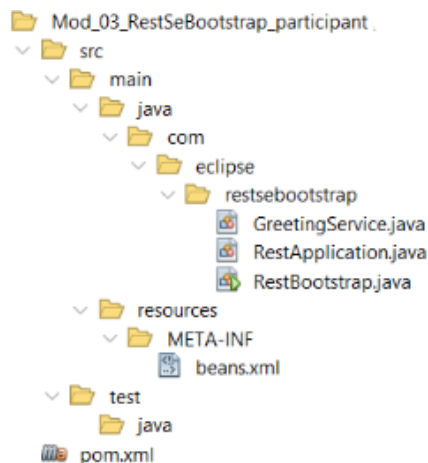 Mod_03_RestSeBootstrap_participant
src
main
java
com
eclipse
restsebootstrap
GreetingService.java
RestApplication.java
RestBootstrap.java
resources
META-INF
beans.xml
test
java
pom.xml